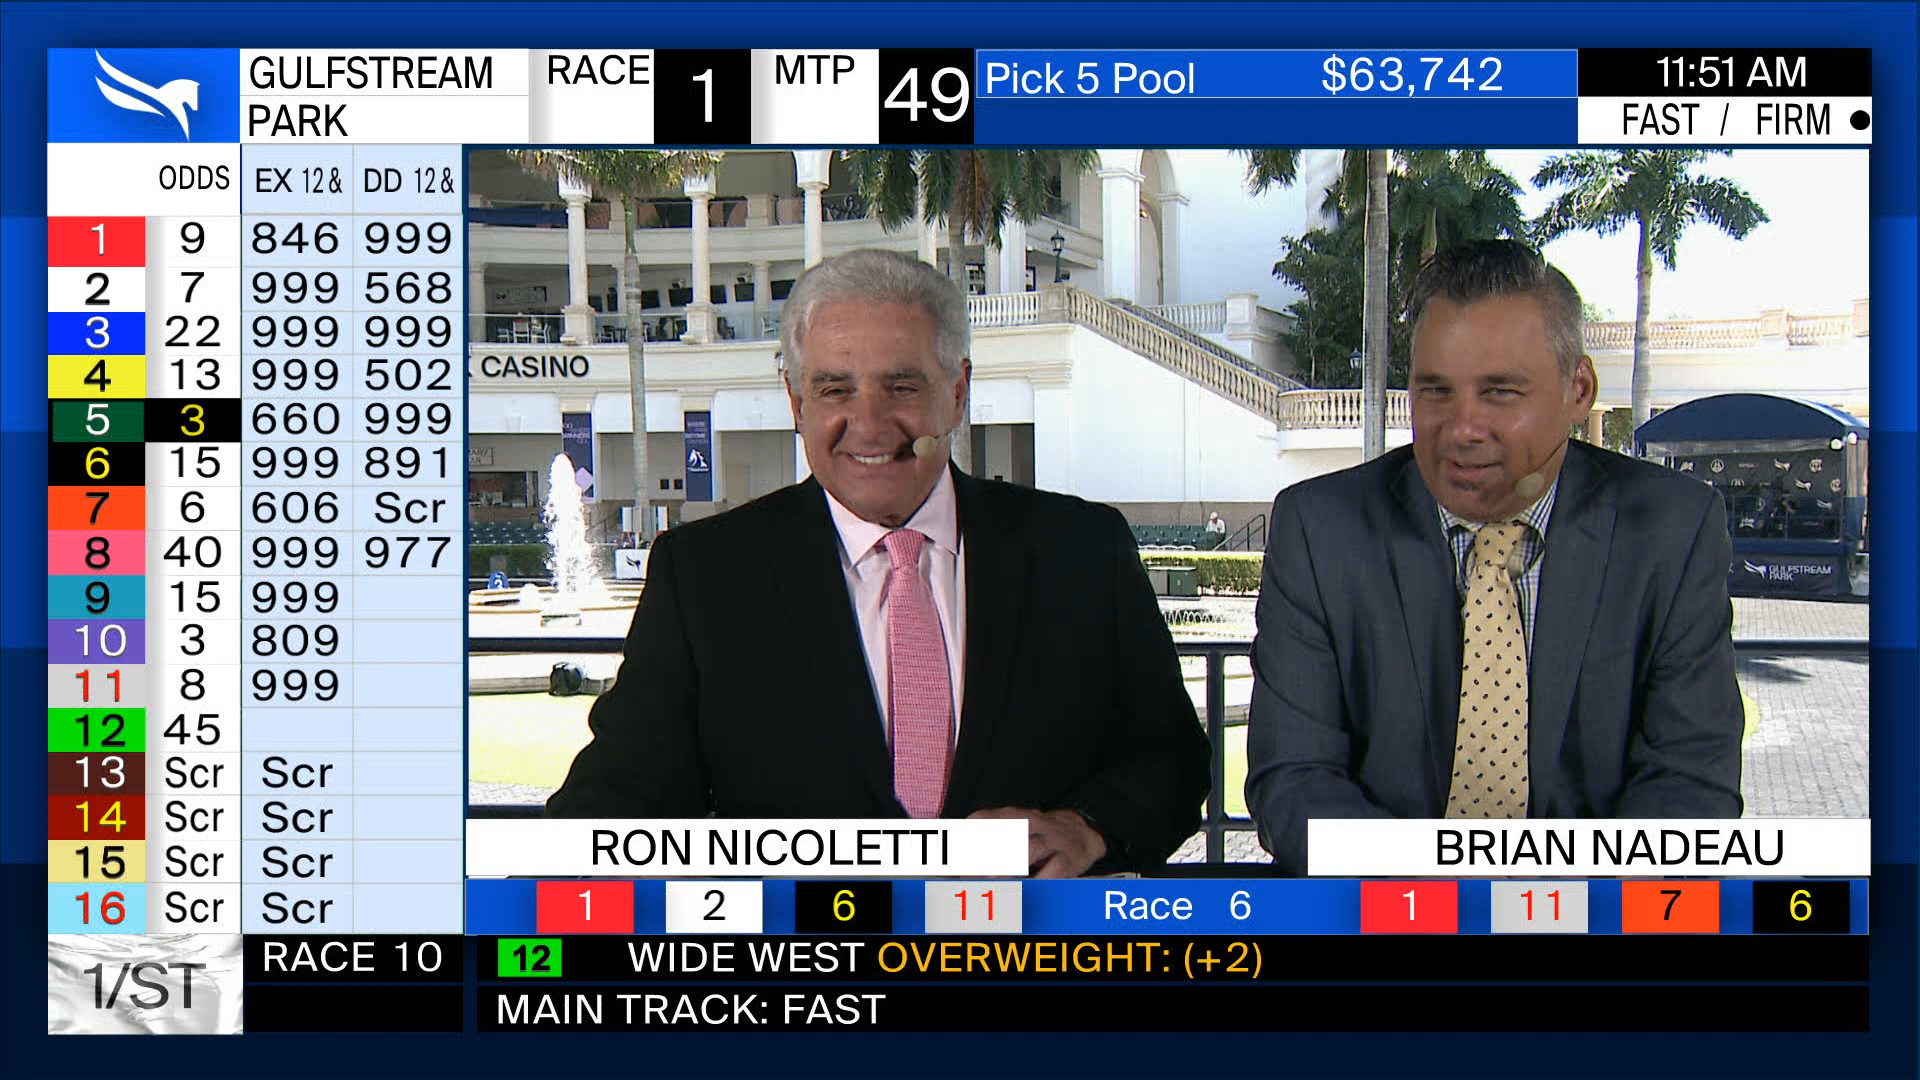 GULFSTREAM PARK
RACE 1 MTP 49
Pick 5 Pool $63,742
11:51 AM
FAST / FIRM
ODDS EX 12& DD 12&
1 9 846 999
2 7 999 568
3 22 999 999
4 13 999 502
5 3 660 999
6 15 999 891
7 6 606 Scr
8 40 999 977
9 15 999
10 3 809
11 8 999
12 45
13 Scr Scr
14 Scr Scr
15 Scr Scr
16 Scr Scr
CASINO
GULFSTREAM PARK
RON NICOLETTI
BRIAN NADEAU
1 2 6 11 Race 6 1 11 7 6
1/ST
RACE 10
12 WIDE WEST OVERWEIGHT: (+2)
MAIN TRACK: FAST